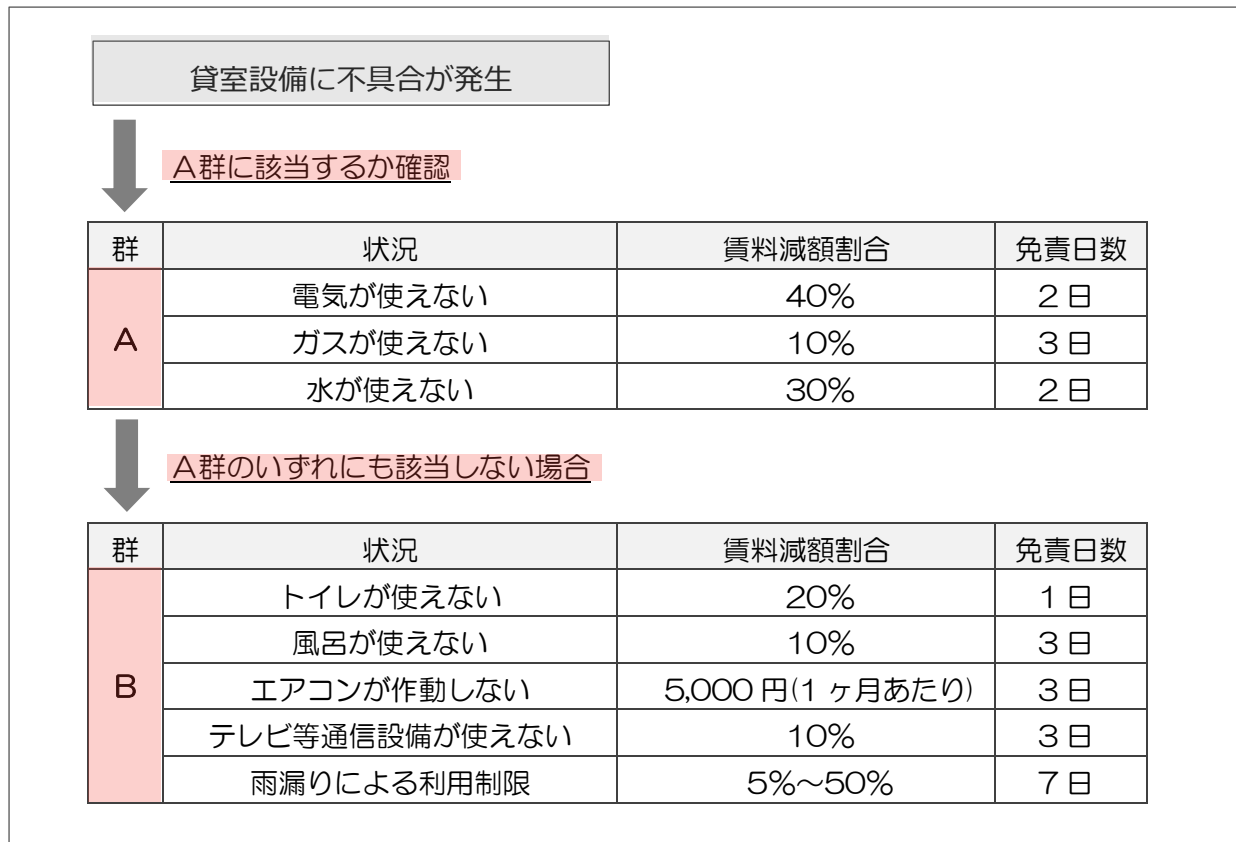 貸室設備に不具合が発生
A群に該当するか確認
群 状況 賃料減額割合 免責日数
A
電気が使えない 40% 2日
ガスが使えない 10% 3日
水が使えない 30% 2日
A群のいずれにも該当しない場合
群 状況 賃料減額割合 免責日数
B
トイレが使えない 20% 1日
風呂が使えない 10% 3日
エアコンが作動しない 5,000円(1ヶ月あたり) 3日
テレビ等通信設備が使えない 10% 3日
雨漏りによる利用制限 5%～50% 7日